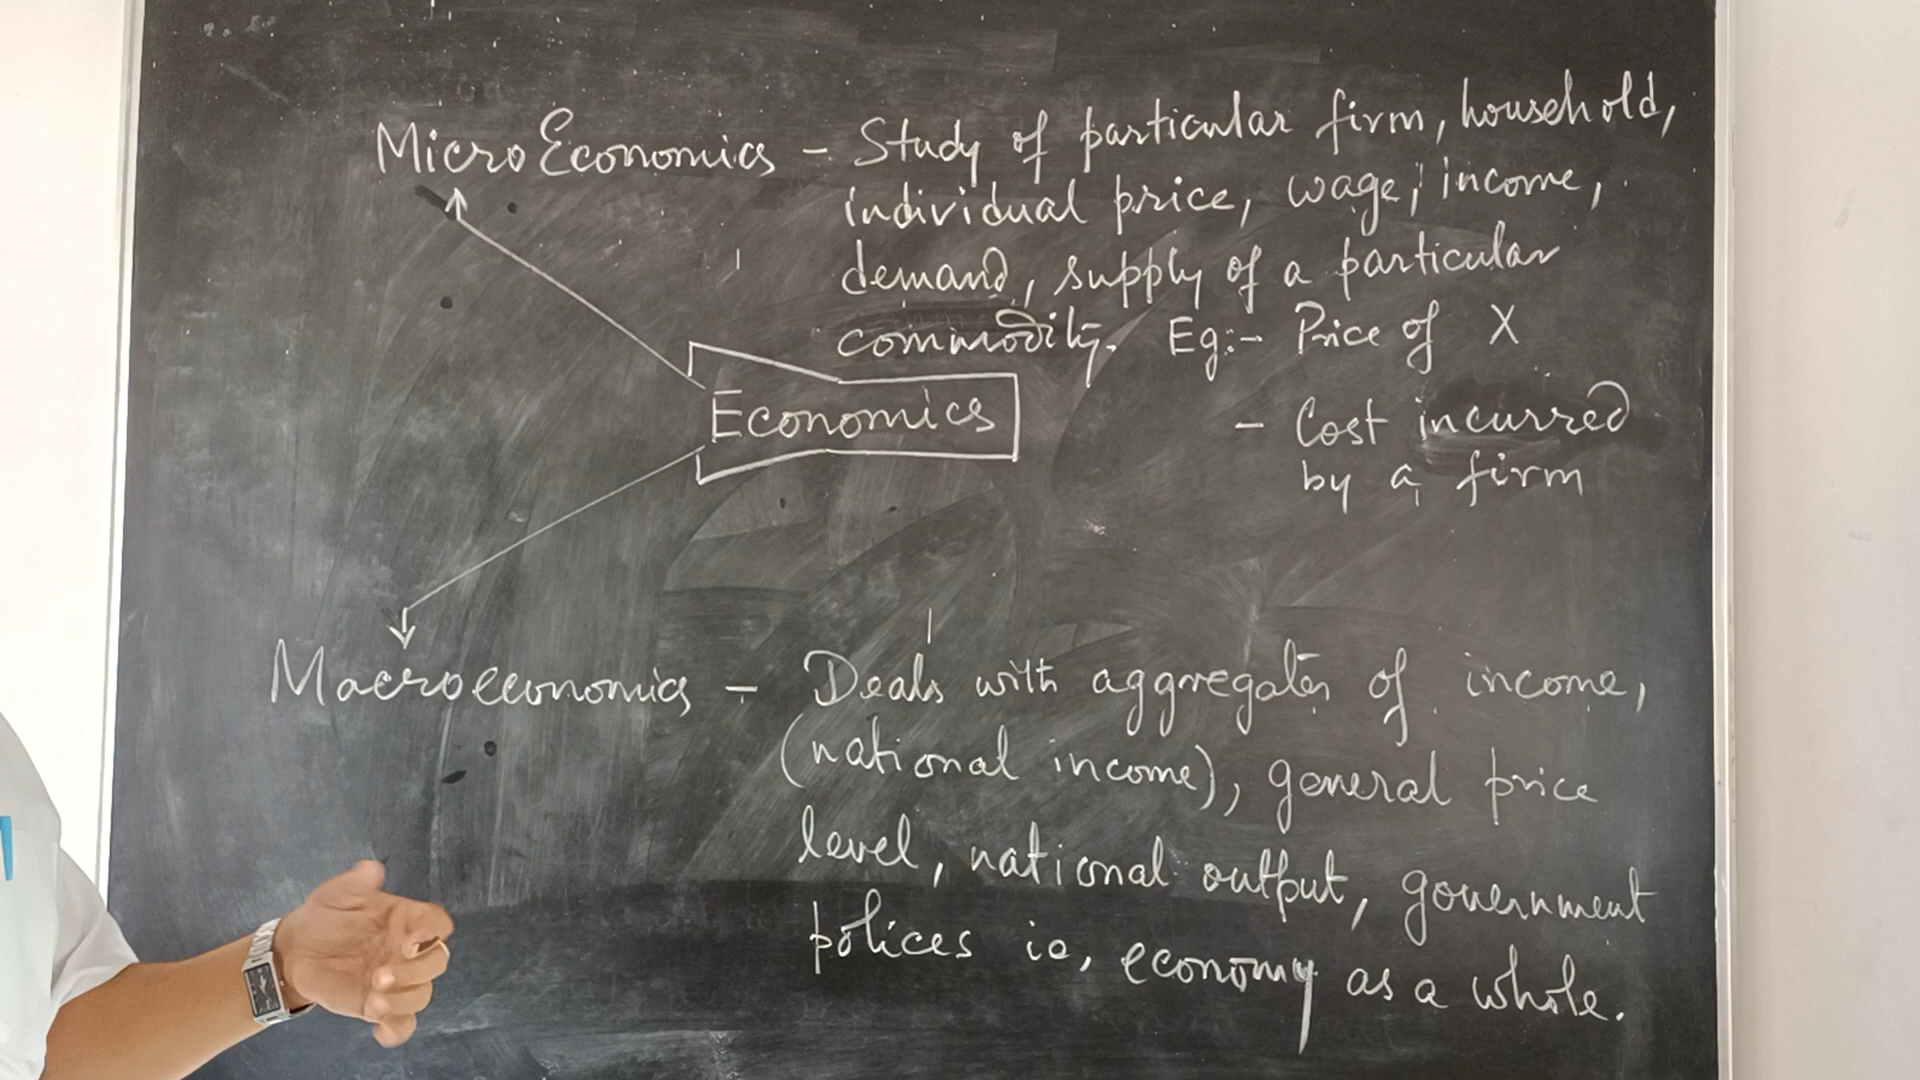 Micro Economics - Study of particular firm, household,
individual price, wage, income,
demand, supply of a particular
commodity. Eg:- Price of X
Economics
- Cost incurred
by a firm
Macroeconomics - Deals with aggregates of income,
(national income), general price
level, national output, government
polices ie, economy as a whole.